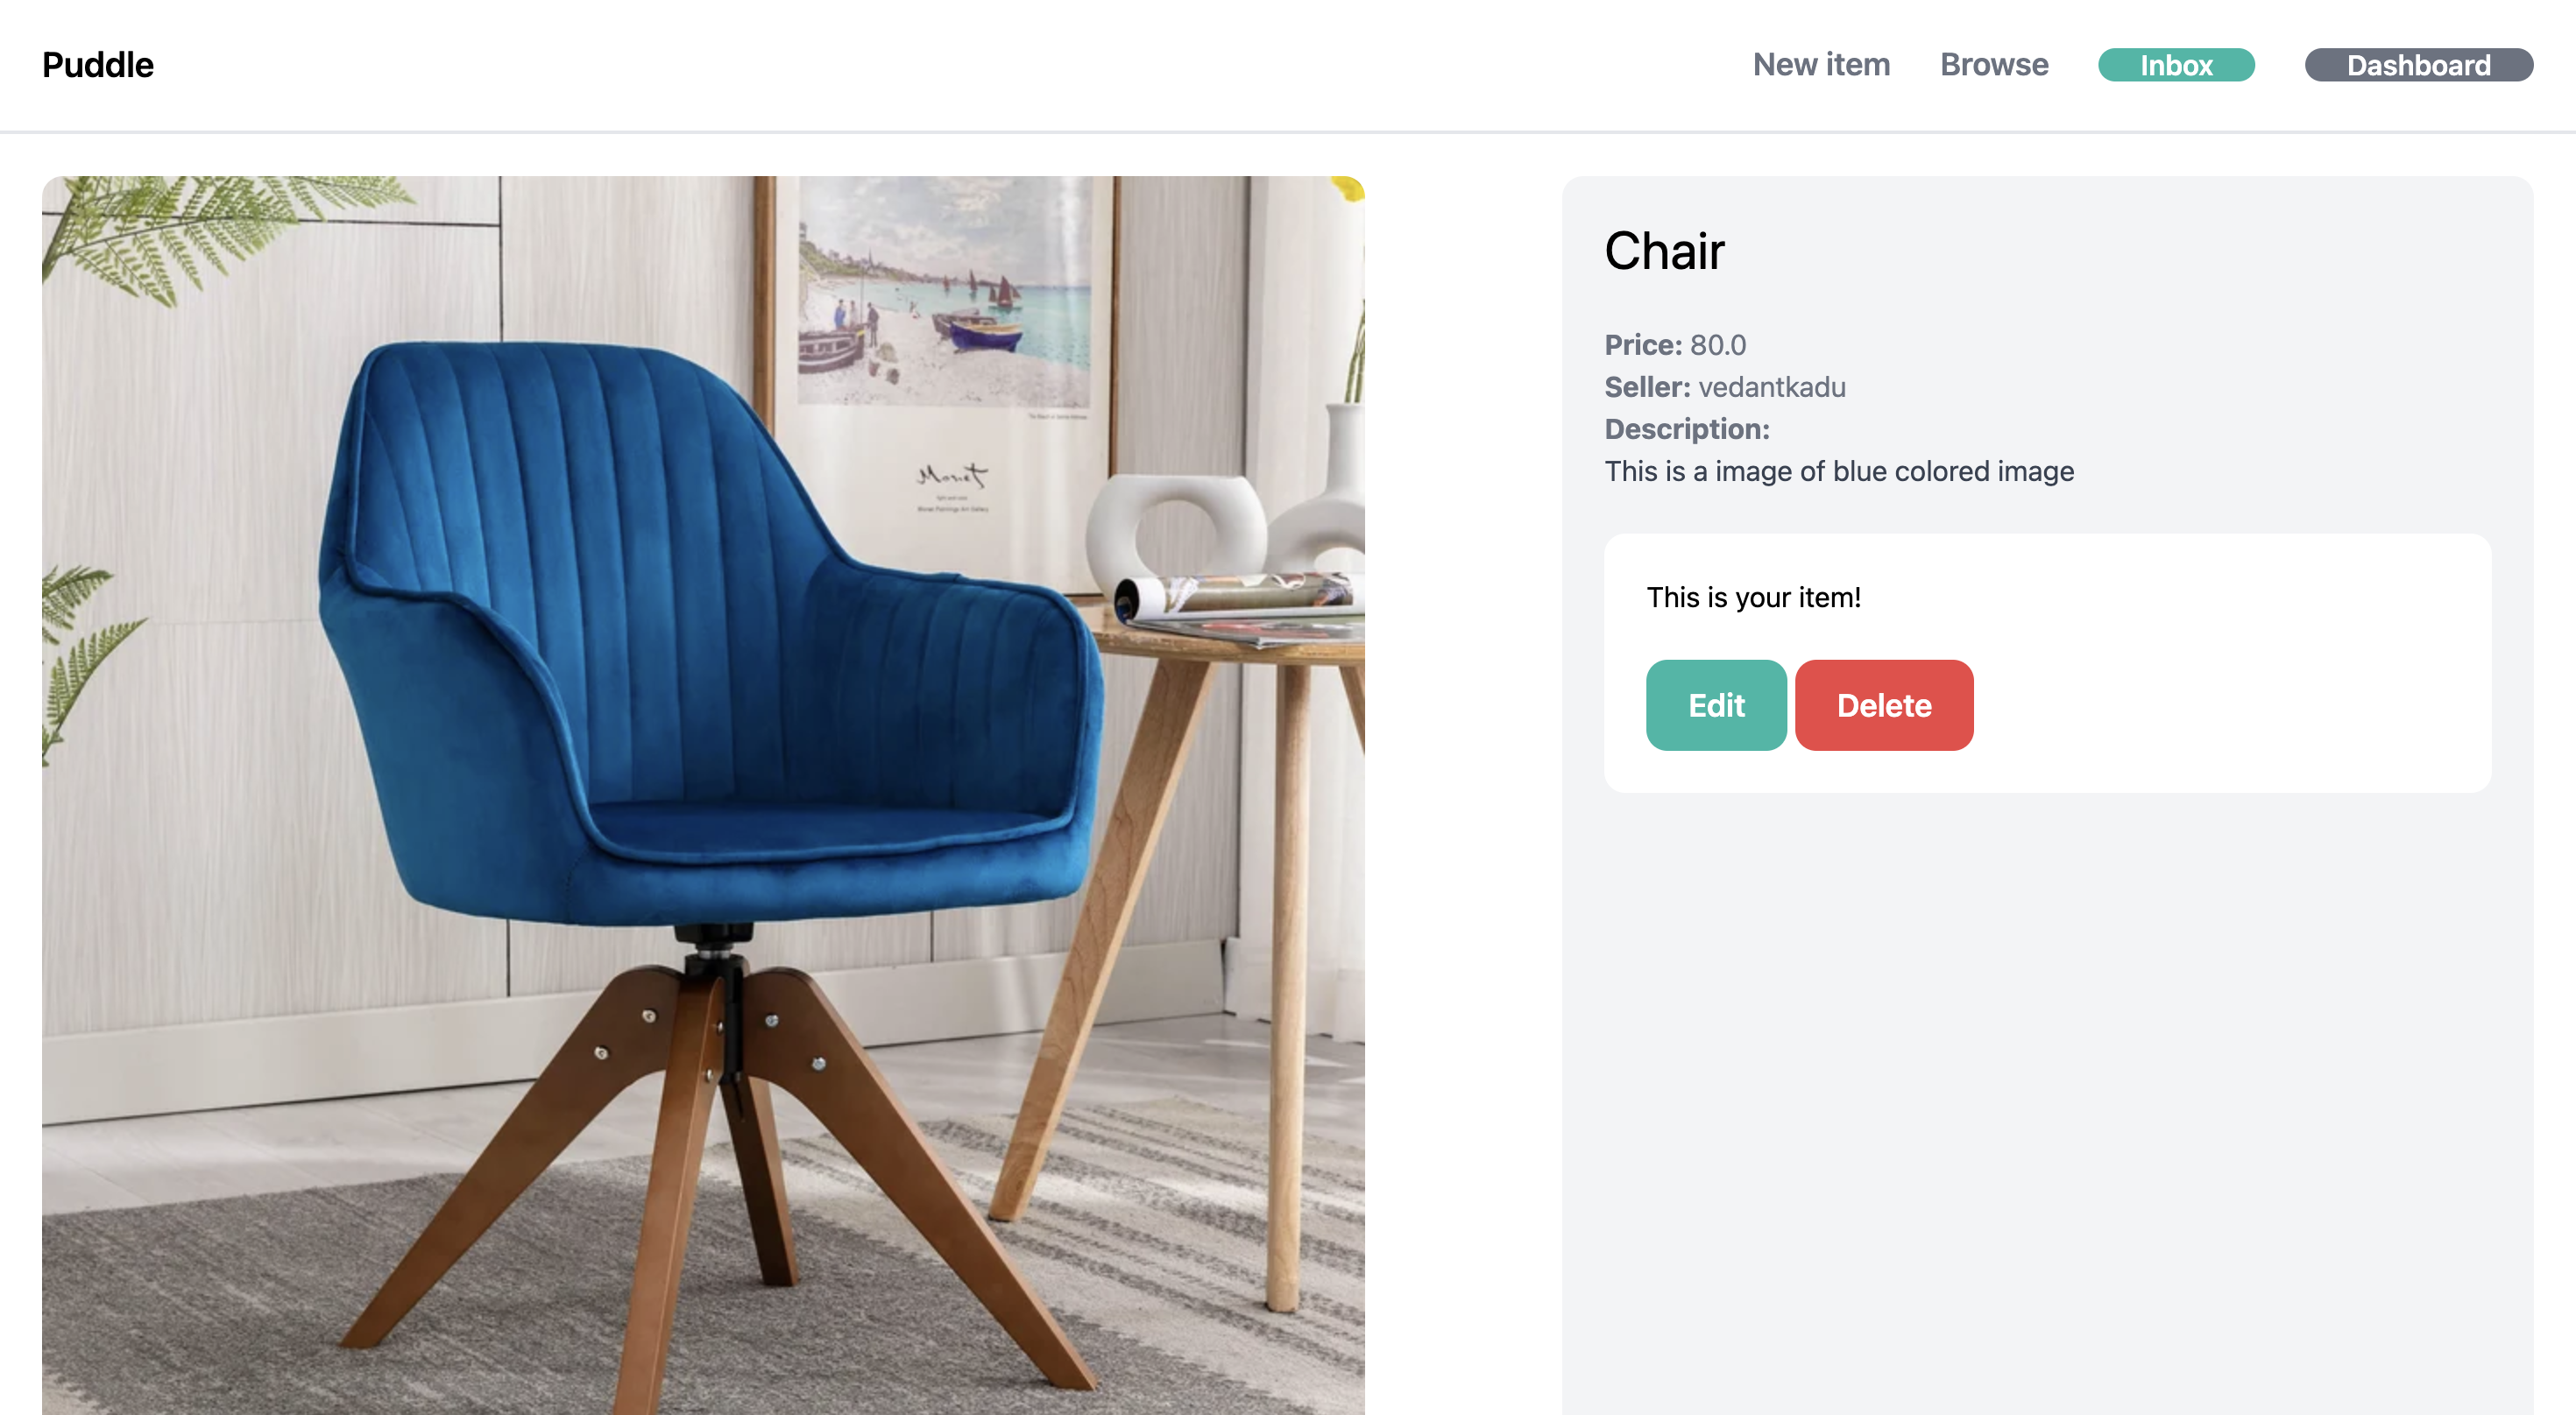 Puddle
New item Browse Inbox Dashboard
Monet
Chair
Price: 80.0
Seller: vedantkadu
Description:
This is a image of blue colored image
This is your item!
Edit Delete